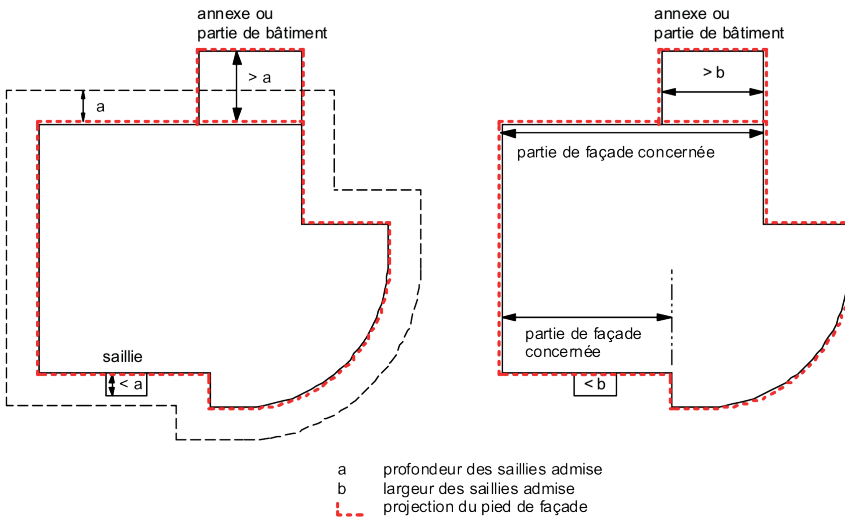 annexe ou
partie de bâtiment
> a
a
saillie
< a
annexe ou
partie de bâtiment
> b
partie de façade concernée
partie de façade
concernée
< b
a profondeur des saillies admise
b largeur des saillies admise
projection du pied de façade